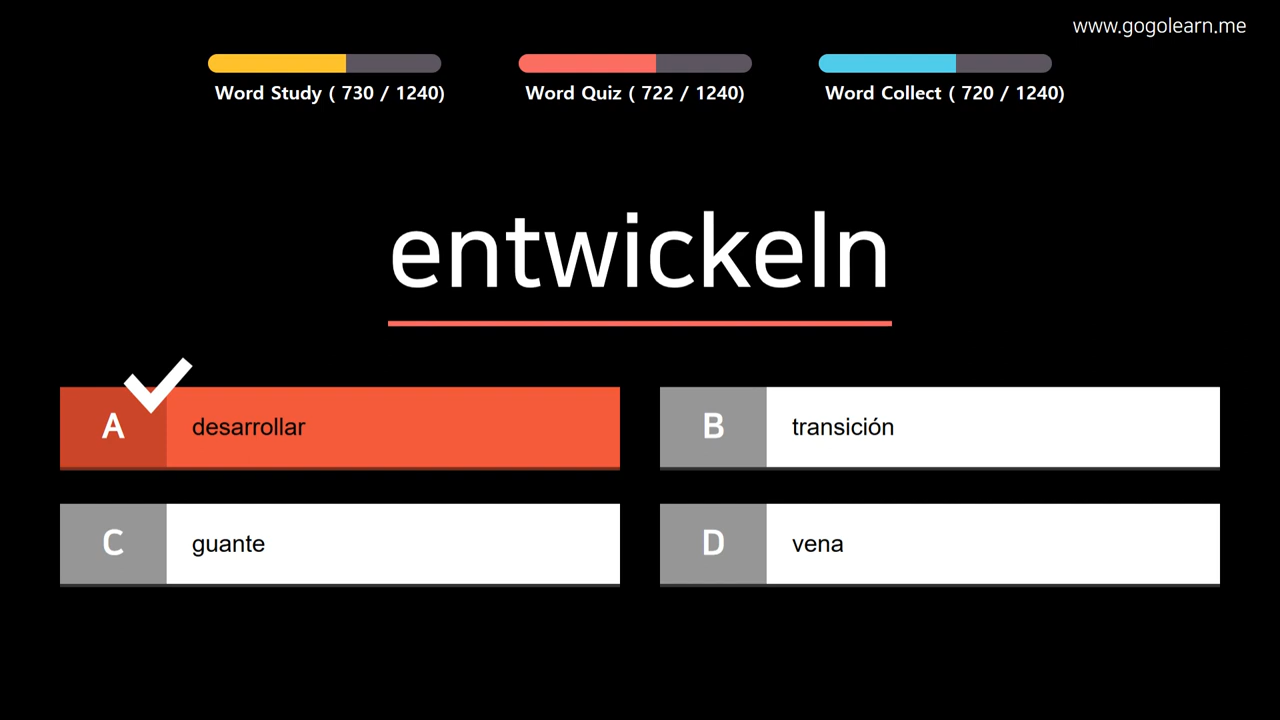 www.gogolearn.me
Word Study ( 730 / 1240)
Word Quiz ( 722 / 1240)
Word Collect ( 720 / 1240)
entwickeln
A desarrollar
B transición
C guante
D vena